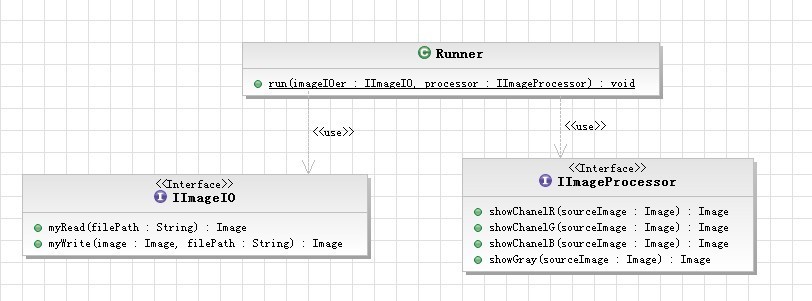 Runner
run(imageIOer : IImageIO, processor : IImageProcessor) : void
<<use>>
<<use>>
<<Interface>>
IImageIO
myRead(filePath : String) : Image
myWrite(image : Image, filePath : String) : Image
<<Interface>>
IImageProcessor
showChanelR(sourceImage : Image) : Image
showChanelG(sourceImage : Image) : Image
showChanelB(sourceImage : Image) : Image
showGray(sourceImage : Image) : Image